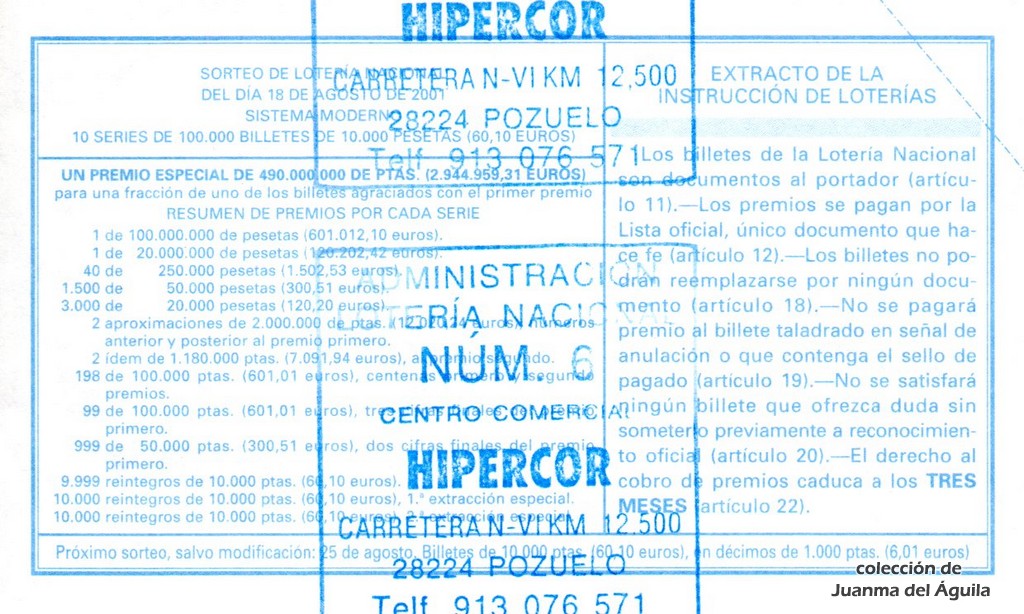 HIPERCOR
CARRETERA N-VI KM 12,500
28224 POZUELO
Telf. 913 076 571
SORTEO DE LOTERÍA NACIONAL
DEL DÍA 18 DE AGOSTO DE 2001
SISTEMA MODERNO
10 SERIES DE 100.000 BILLETES DE 10.000 PESETAS (60,10 EUROS)
UN PREMIO ESPECIAL DE 490.000.000 DE PTAS. (2.944.959,31 EUROS)
para una fracción de uno de los billetes agraciados con el primer premio
RESUMEN DE PREMIOS POR CADA SERIE
1 de 100.000.000 de pesetas (601.012,10 euros).
1 de 20.000.000 de pesetas (120.202,42 euros).
40 de 250.000 pesetas (1.502,53 euros).
1.500 de 50.000 pesetas (300,51 euros).
3.000 de 20.000 pesetas (120,20 euros).
2 aproximaciones de 2.000.000 de ptas. (12.020,24 euros), números
anterior y posterior al premio primero.
2 ídem de 1.180.000 ptas. (7.091,94 euros), al premio segundo.
198 de 100.000 ptas. (601,01 euros), centenas primero y segundo
premios.
99 de 100.000 ptas. (601,01 euros), tres cifras finales del premio
primero.
999 de 50.000 ptas. (300,51 euros), dos cifras finales del premio
primero.
9.999 reintegros de 10.000 ptas. (60,10 euros).
10.000 reintegros de 10.000 ptas. (60,10 euros), 1.ª extracción especial.
10.000 reintegros de 10.000 ptas. (60,10 euros), 2.ª extracción especial.
ADMINISTRACIÓN
LOTERÍA NACIONAL
NÚM. 6
CENTRO COMERCIAL
HIPERCOR
CARRETERA N-VI KM 12.500
28224 POZUELO
Telf. 913 076 571
EXTRACTO DE LA
INSTRUCCIÓN DE LOTERÍAS
Los billetes de la Lotería Nacional
son documentos al portador (artícu-
lo 11).—Los premios se pagan por la
Lista oficial, único documento que ha-
ce fe (artículo 12).—Los billetes no po-
drán reemplazarse por ningún docu-
mento (artículo 18).—No se pagará
premio al billete taladrado en señal de
anulación o que contenga el sello de
pagado (artículo 19).—No se satisfará
ningún billete que ofrezca duda sin
someterlo previamente a reconocimien-
to oficial (artículo 20).—El derecho al
cobro de premios caduca a los TRES
MESES (artículo 22).
Próximo sorteo, salvo modificación: 25 de agosto. Billetes de 10.000 ptas. (60,10 euros), en décimos de 1.000 ptas. (6,01 euros)
colección de
Juanma del Águila